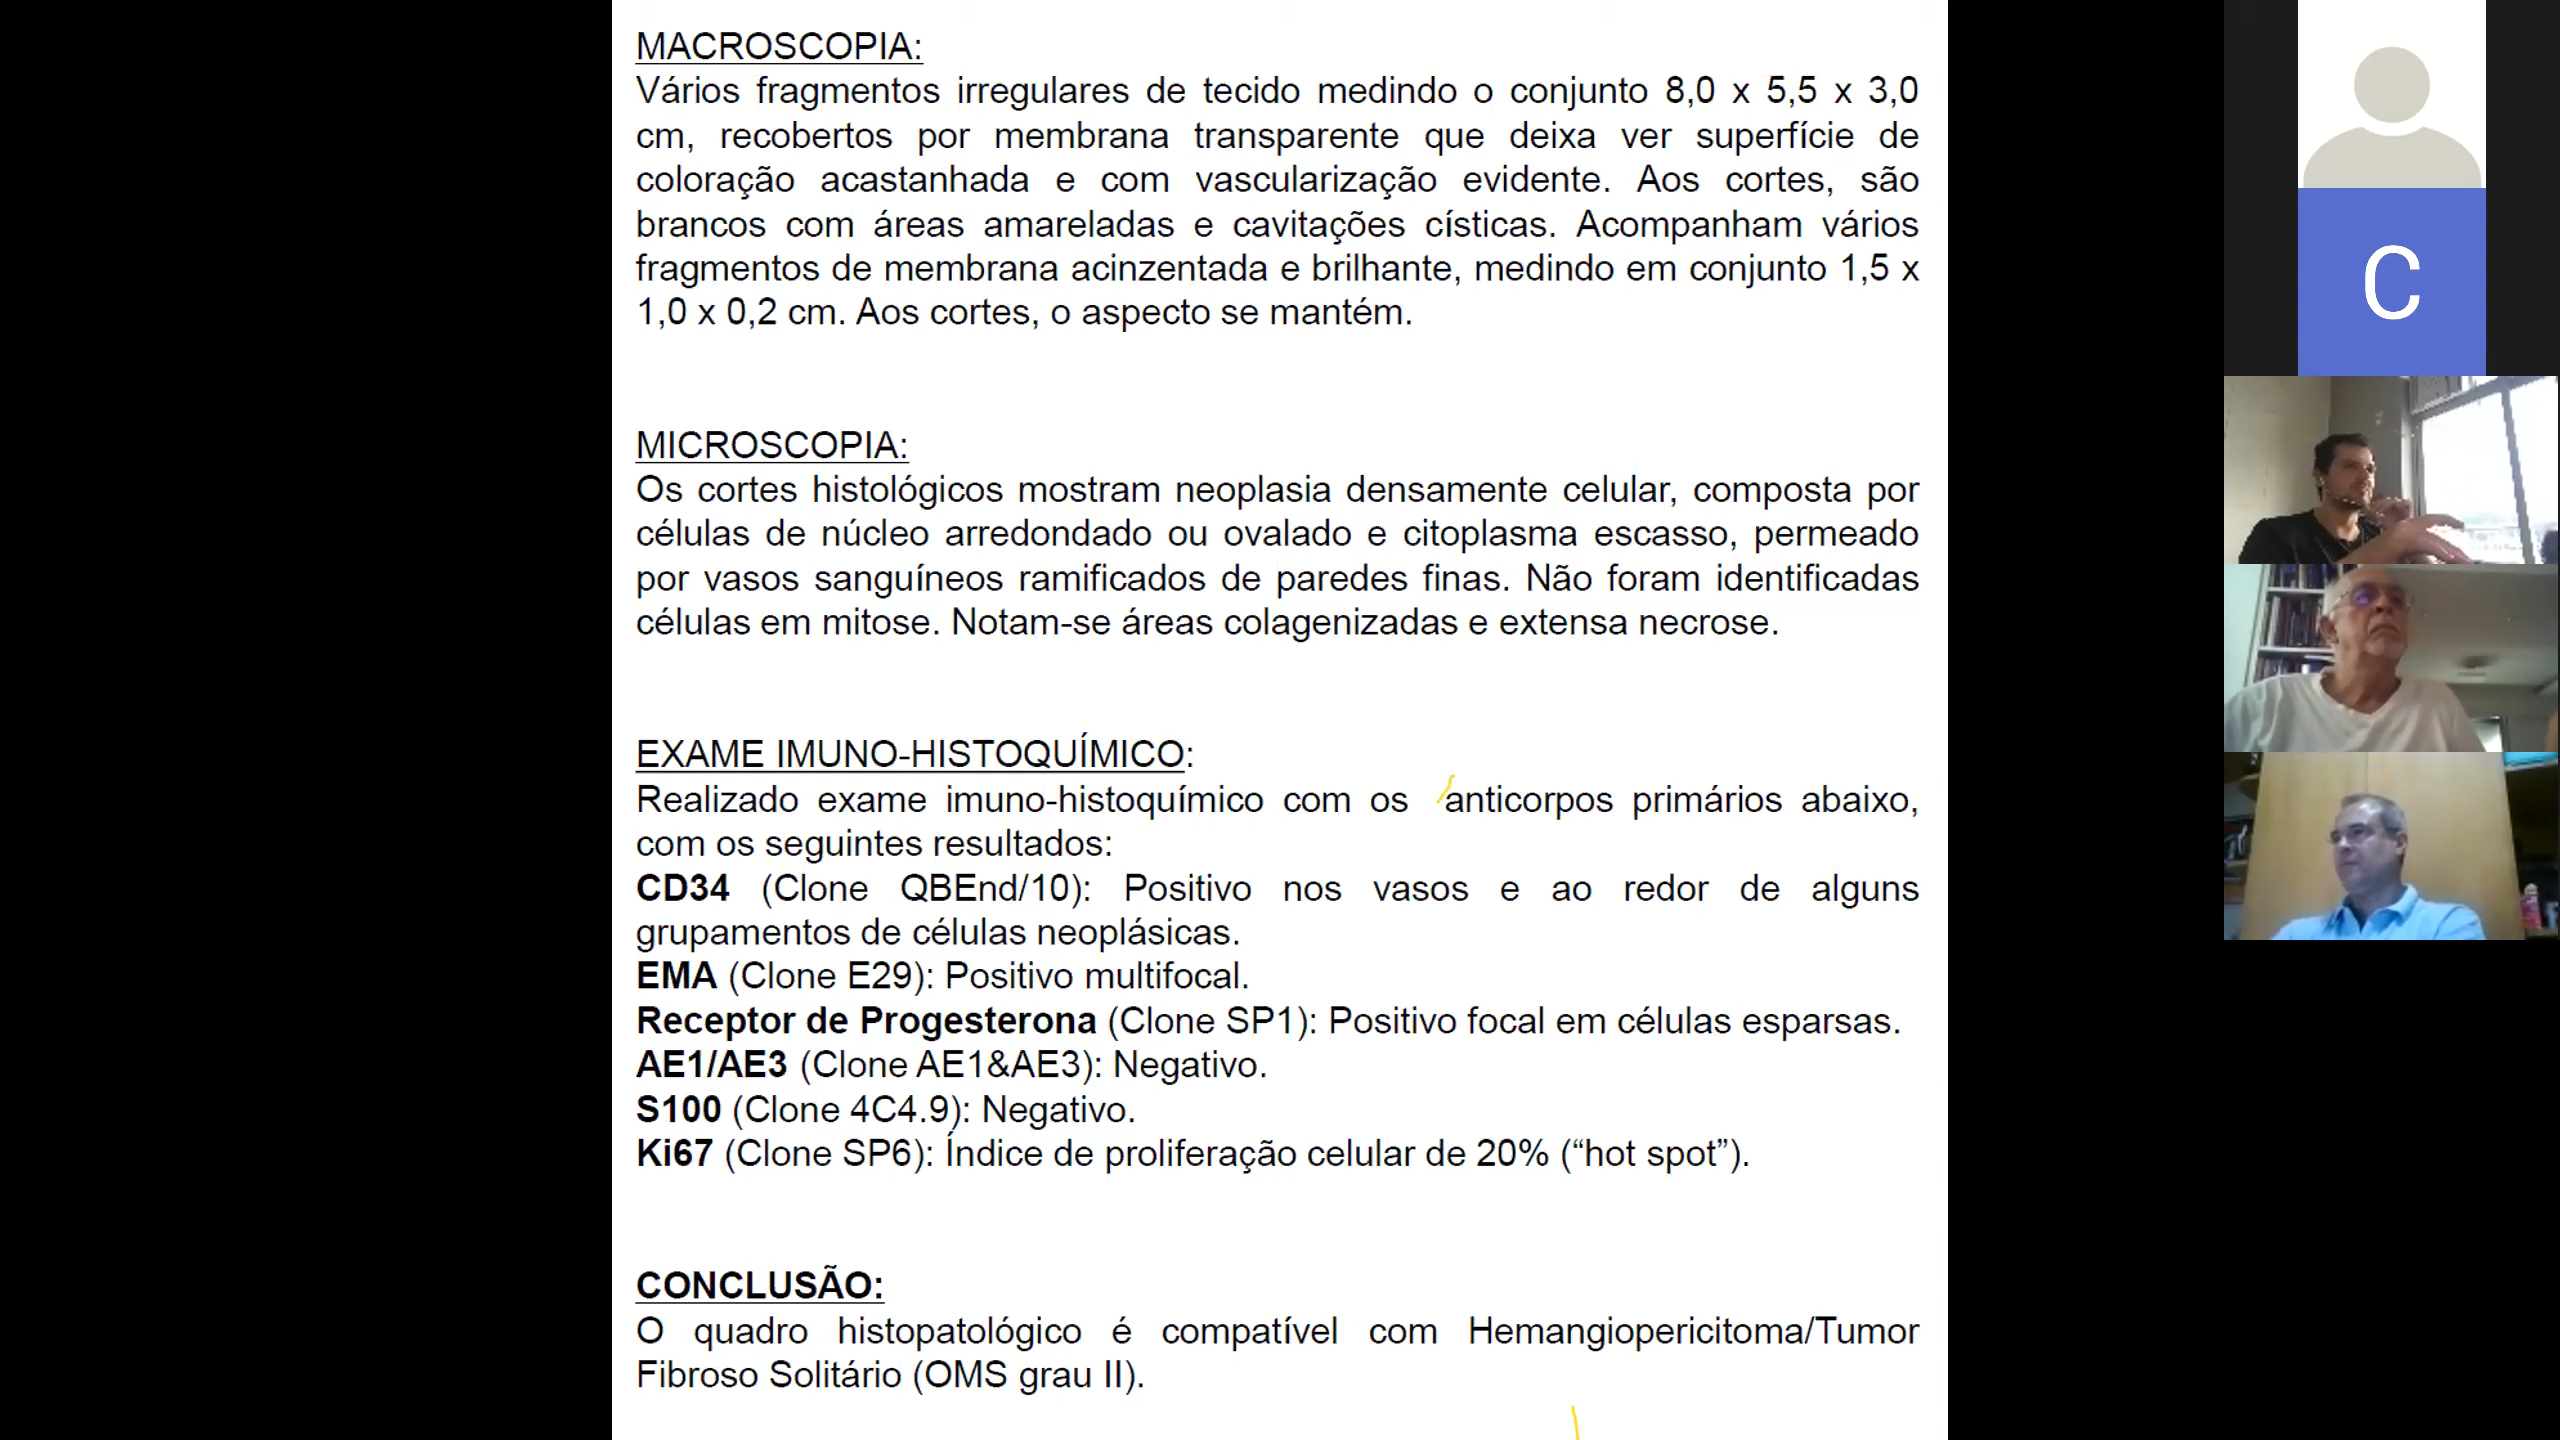 MACROSCOPIA:
Vários fragmentos irregulares de tecido medindo o conjunto 8,0 x 5,5 x 3,0
cm, recobertos por membrana transparente que deixa ver superfície de
coloração acastanhada e com vascularização evidente. Aos cortes, são
brancos com áreas amareladas e cavitações císticas. Acompanham vários
fragmentos de membrana acinzentada e brilhante, medindo em conjunto 1,5 x
1,0 x 0,2 cm. Aos cortes, o aspecto se mantém.
MICROSCOPIA:
Os cortes histológicos mostram neoplasia densamente celular, composta por
células de núcleo arredondado ou ovalado e citoplasma escasso, permeado
por vasos sanguíneos ramificados de paredes finas. Não foram identificadas
células em mitose. Notam-se áreas colagenizadas e extensa necrose.
EXAME IMUNO-HISTOQUÍMICO:
Realizado exame imuno-histoquímico com os anticorpos primários abaixo,
com os seguintes resultados:
CD34 (Clone QBEnd/10): Positivo nos vasos e ao redor de alguns
grupamentos de células neoplásicas.
EMA (Clone E29): Positivo multifocal.
Receptor de Progesterona (Clone SP1): Positivo focal em células esparsas.
AE1/AE3 (Clone AE1&AE3): Negativo.
S100 (Clone 4C4.9): Negativo.
Ki67 (Clone SP6): Índice de proliferação celular de 20% (“hot spot”).
CONCLUSÃO:
O quadro histopatológico é compatível com Hemangiopericitoma/Tumor
Fibroso Solitário (OMS grau II).
C